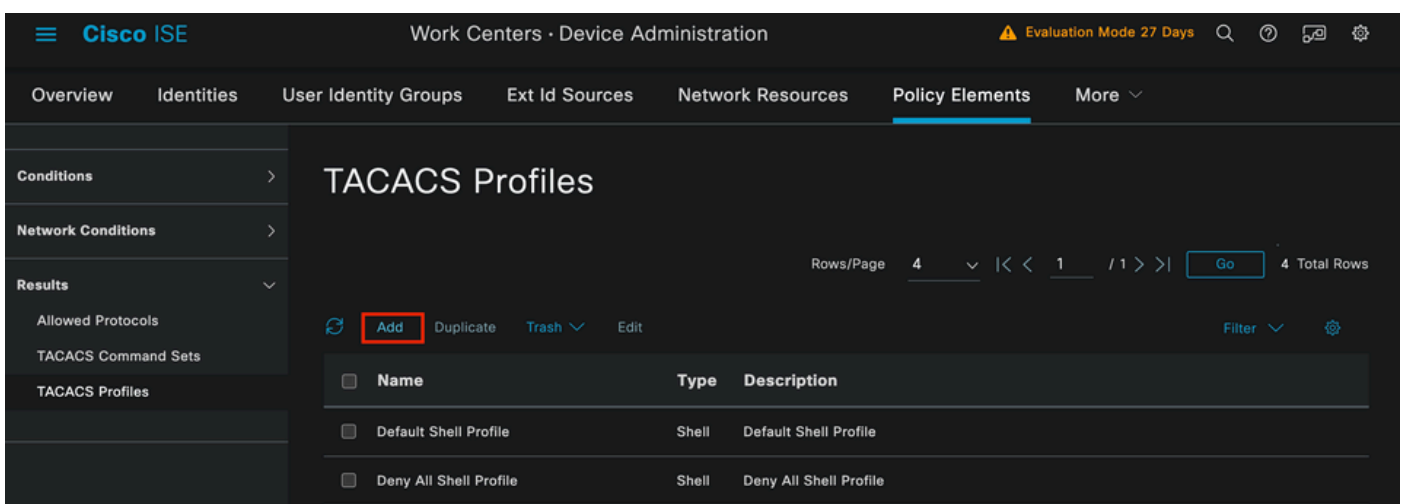 Cisco ISE
Work Centers · Device Administration
Evaluation Mode 27 Days
Overview Identities User Identity Groups Ext Id Sources Network Resources Policy Elements More
Conditions
Network Conditions
Results
Allowed Protocols
TACACS Command Sets
TACACS Profiles
TACACS Profiles
Rows/Page 4 1 / 1 Go 4 Total Rows
Add Duplicate Trash Edit Filter
Name Type Description
Default Shell Profile Shell Default Shell Profile
Deny All Shell Profile Shell Deny All Shell Profile